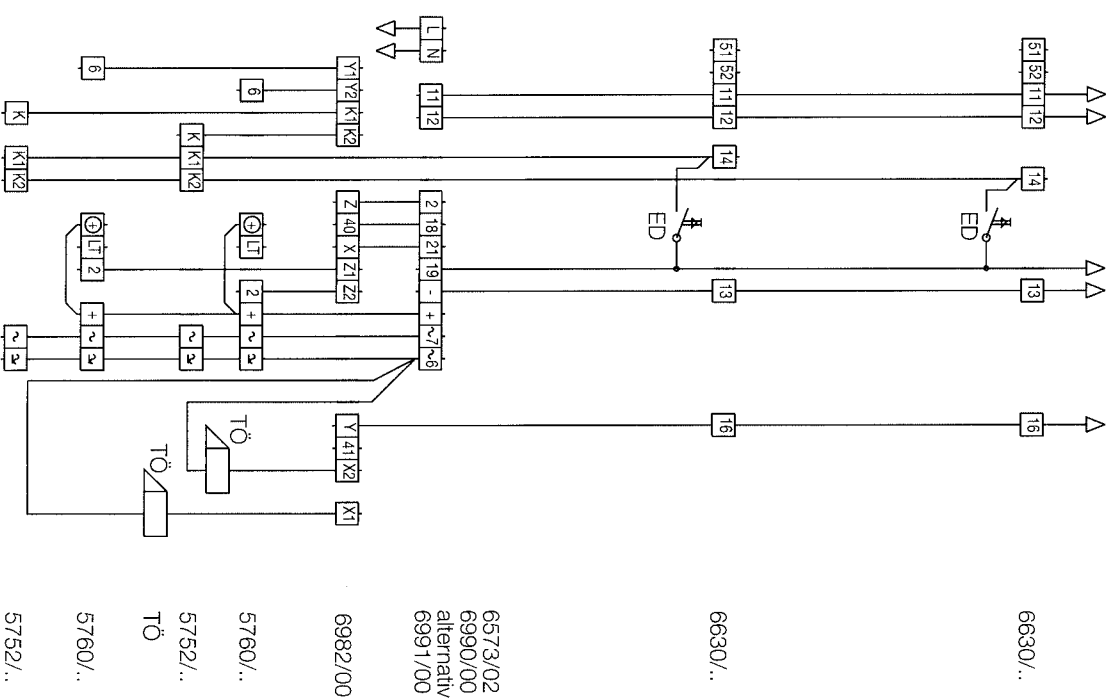 51 52 11 12 14 13 16 6630/..
ED
51 52 11 12 14 13 16 6630/..
ED
6573/02
6990/00
alternativ
L N 11 12 2 18 21 19 - + ~7 ~6 6991/00
Y1 Y2 K1 K2 Z 40 X Z1 Z2 Y 41 X2 X1 6982/00
6 + LT 2 + ~ ~ 5760/..
TÖ
K K1 K2 ~ ~ 5752/..
TÖ TÖ
6 + LT 2 + ~ ~ 5760/..
K K1 K2 ~ ~ 5752/..